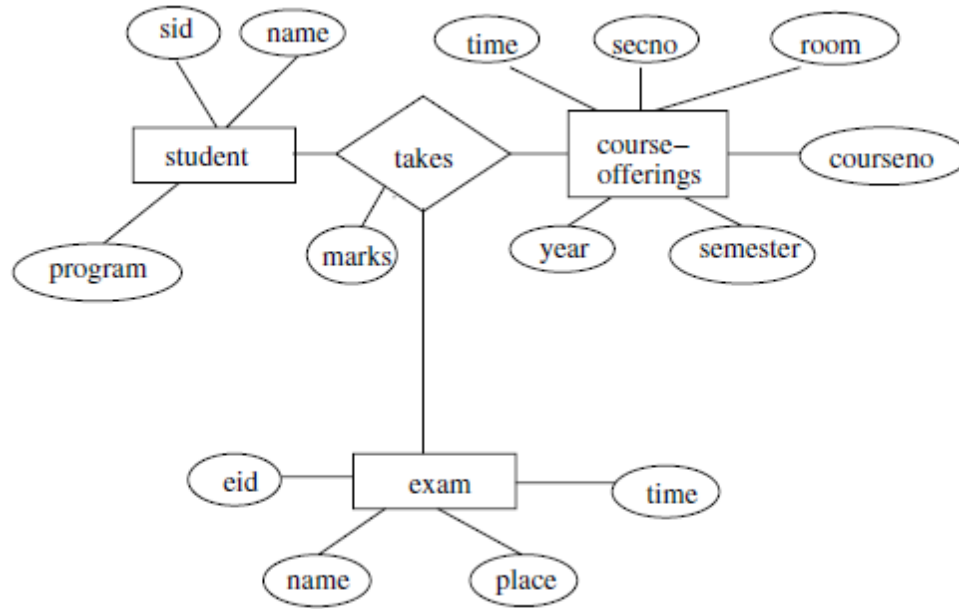 sid
name
time
secno
room
student
takes
course–
offerings
courseno
program
marks
year
semester
eid
exam
time
name
place